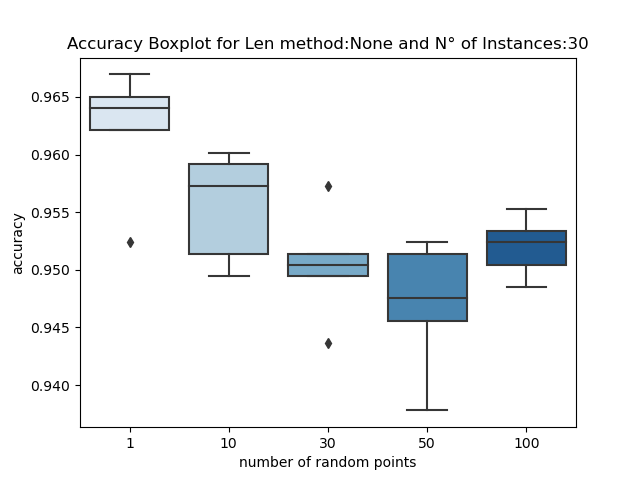 Accuracy Boxplot for Len method:None and N° of Instances:30
0.965
0.960
0.955
0.950
0.945
0.940
accuracy
1 10 30 50 100
number of random points